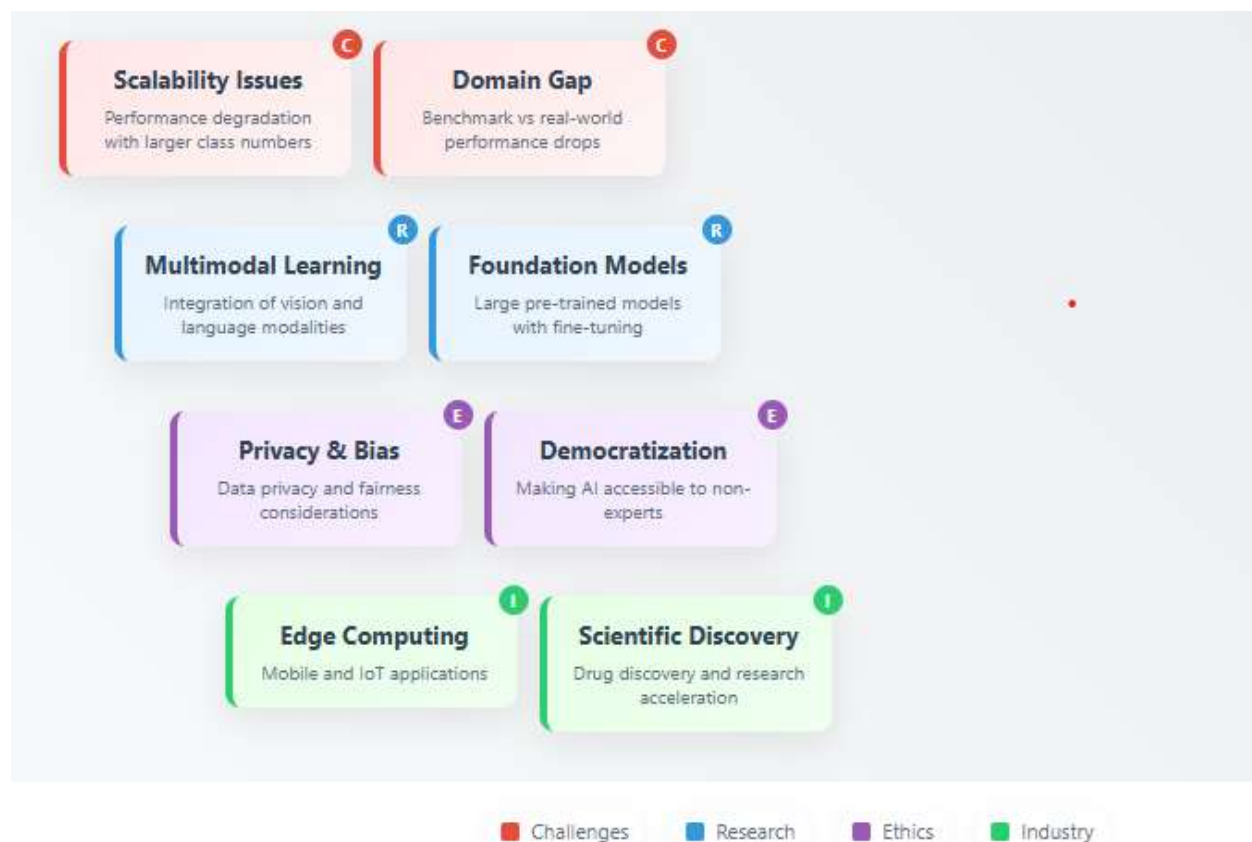 C
C
Scalability Issues
Performance degradation
with larger class numbers
Domain Gap
Benchmark vs real-world
performance drops
R
R
Multimodal Learning
Integration of vision and
language modalities
Foundation Models
Large pre-trained models
with fine-tuning
E
E
Privacy & Bias
Data privacy and fairness
considerations
Democratization
Making AI accessible to non-
experts
I
I
Edge Computing
Mobile and IoT applications
Scientific Discovery
Drug discovery and research
acceleration
Challenges
Research
Ethics
Industry